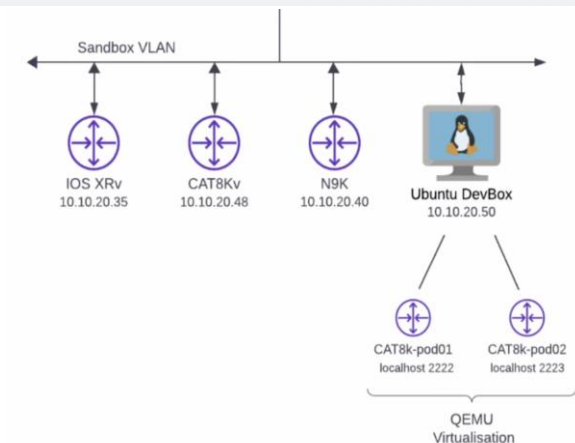 Sandbox VLAN
IOS XRv
10.10.20.35
CAT8Kv
10.10.20.48
N9K
10.10.20.40
Ubuntu DevBox
10.10.20.50
CAT8k-pod01
localhost 2222
CAT8k-pod02
localhost 2223
QEMU
Virtualisation